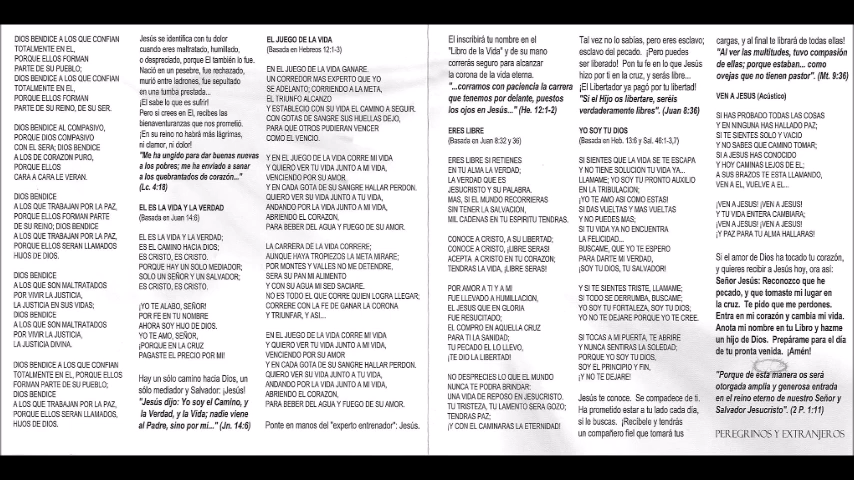 DIOS BENDICE A LOS QUE CONFIAN
TOTALMENTE EN EL,
PORQUE ELLOS FORMAN
PARTE DE SU PUEBLO;
DIOS BENDICE A LOS QUE CONFIAN
TOTALMENTE EN EL,
PORQUE ELLOS FORMAN
PARTE DE SU REINO, DE SU SER.
DIOS BENDICE AL COMPASIVO,
PORQUE DIOS COMPASIVO
CON EL SERA; DIOS BENDICE
A LOS DE CORAZON PURO,
PORQUE ELLOS
CARA A CARA LE VERAN.
DIOS BENDICE
A LOS QUE TRABAJAN POR LA PAZ,
PORQUE ELLOS FORMAN PARTE
DE SU REINO; DIOS BENDICE
A LOS QUE TRABAJAN POR LA PAZ,
PORQUE ELLOS SERAN LLAMADOS
HIJOS DE DIOS.
DIOS BENDICE
A LOS QUE SON MALTRATADOS
POR VIVIR LA JUSTICIA,
LA JUSTICIA EN SUS VIDAS;
DIOS BENDICE
A LOS QUE SON MALTRATADOS
POR VIVIR LA JUSTICIA,
LA JUSTICIA DIVINA.
DIOS BENDICE A LOS QUE CONFIAN
TOTALMENTE EN EL, PORQUE ELLOS
FORMAN PARTE DE SU PUEBLO;
DIOS BENDICE
A LOS QUE TRABAJAN POR LA PAZ,
PORQUE ELLOS SERAN LLAMADOS,
HIJOS DE DIOS.
Jesús se identifica con tu dolor
cuando eres maltratado, humillado,
o despreciado, porque El también lo fue.
Nació en un pesebre, fue rechazado,
murió entre ladrones, fue sepultado
en una tumba prestada...
¡El sabe lo que es sufrir!
Pero si crees en El, recibes las
bienaventuranzas que nos prometió.
¡En su reino no habrá más lágrimas,
ni clamor, ni dolor!
"Me ha ungido para dar buenas nuevas
a los pobres; me ha enviado a sanar
a los quebrantados de corazón..."
(Lc. 4:18)
EL ES LA VIDA Y LA VERDAD
(Basada en Juan 14:6)
EL ES LA VIDA Y LA VERDAD;
ES EL CAMINO HACIA DIOS;
ES CRISTO, ES CRISTO.
PORQUE HAY UN SOLO MEDIADOR;
SOLO UN SEÑOR Y UN SALVADOR;
ES CRISTO, ES CRISTO.
¡YO TE ALABO, SEÑOR!
POR FE EN TU NOMBRE
AHORA SOY HIJO DE DIOS.
YO TE AMO, SEÑOR,
¡PORQUE EN LA CRUZ
PAGASTE EL PRECIO POR MI!
Hay un sólo camino hacia Dios, un
sólo mediador y Salvador: ¡Jesús!
"Jesús dijo: Yo soy el Camino, y
la Verdad, y la Vida; nadie viene
al Padre, sino por mi..." (Jn. 14:6)
EL JUEGO DE LA VIDA
(Basada en Hebreos 12:1-3)
EN EL JUEGO DE LA VIDA GANARE.
UN CORREDOR MAS EXPERTO QUE YO
SE ADELANTO; CORRIENDO A LA META,
EL TRIUNFO ALCANZO
Y ESTABLECIO CON SU VIDA EL CAMINO A SEGUIR.
CON GOTAS DE SANGRE SUS HUELLAS DEJO,
PARA QUE OTROS PUDIERAN VENCER
COMO EL VENCIO.
Y EN EL JUEGO DE LA VIDA CORRE MI VIDA
Y QUIERO VER TU VIDA JUNTO A MI VIDA,
VENCIENDO POR SU AMOR.
Y EN CADA GOTA DE SU SANGRE HALLAR PERDON.
QUIERO VER SU VIDA JUNTO A TU VIDA,
ANDANDO POR LA VIDA JUNTO A MI VIDA,
ABRIENDO EL CORAZON,
PARA BEBER DEL AGUA Y FUEGO DE SU AMOR.
LA CARRERA DE LA VIDA CORRERE;
AUNQUE HAYA TROPIEZOS LA META MIRARE;
POR MONTES Y VALLES NO ME DETENDRE,
SERA SU PAN MI ALIMENTO
Y CON SU AGUA MI SED SACIARE.
NO ES TODO EL QUE CORRE QUIEN LOGRA LLEGAR;
CORRERE CON LA FE DE GANAR LA CORONA
Y TRIUNFAR, Y ASI...
EN EL JUEGO DE LA VIDA CORRE MI VIDA
Y QUIERO VER TU VIDA JUNTO A MI VIDA,
VENCIENDO POR SU AMOR
Y EN CADA GOTA DE SU SANGRE HALLAR PERDON.
QUIERO VER SU VIDA JUNTO A TU VIDA,
ANDANDO POR LA VIDA JUNTO A MI VIDA,
ABRIENDO EL CORAZON,
PARA BEBER DEL AGUA Y FUEGO DE SU AMOR.
Ponte en manos del "experto entrenador": Jesús.
El inscribirá tu nombre en el
"Libro de la Vida" y de su mano
correrás seguro para alcanzar
la corona de la vida eterna.
"...corramos con paciencia la carrera
que tenemos por delante, puestos
los ojos en Jesús..." (He. 12:1-2)
ERES LIBRE
(Basada en Juan 8:32 y 36)
ERES LIBRE SI RETIENES
EN TU ALMA LA VERDAD;
LA VERDAD QUE ES
JESUCRISTO Y SU PALABRA.
MAS, SI EL MUNDO RECORRIERAS
SIN TENER LA SALVACION,
MIL CADENAS EN TU ESPIRITU TENDRAS.
CONOCE A CRISTO, A SU LIBERTAD;
CONOCE A CRISTO, ¡LIBRE SERAS!
ACEPTA A CRISTO EN TU CORAZON;
TENDRAS LA VIDA, ¡LIBRE SERAS!
POR AMOR A TI Y A MI
FUE LLEVADO A HUMILLACION,
EL JESUS QUE EN GLORIA
FUE RESUCITADO;
EL COMPRO EN AQUELLA CRUZ
PARA TI LA SANIDAD;
TU PECADO EL LO LLEVO,
¡TE DIO LA LIBERTAD!
NO DESPRECIES LO QUE EL MUNDO
NUNCA TE PODRA BRINDAR:
UNA VIDA DE REPOSO EN JESUCRISTO.
TU TRISTEZA, TU LAMENTO SERA GOZO;
TENDRAS PAZ;
¡Y CON EL CAMINARAS LA ETERNIDAD!
Tal vez no lo sabías, pero eres esclavo;
esclavo del pecado. ¡Pero puedes
ser liberado! Pon tu fe en lo que Jesús
hizo por ti en la cruz, y serás libre...
¡El Libertador ya pagó por tu libertad!
"Si el Hijo os libertare, seréis
verdaderamente libres". (Juan 8:36)
YO SOY TU DIOS
(Basada en Heb. 13:6 y Sal. 46:1-3,7)
SI SIENTES QUE LA VIDA SE TE ESCAPA
Y NO TIENE SOLUCION TU VIDA YA...
LLAMAME; YO SOY TU PRONTO AUXILIO
EN LA TRIBULACION;
¡YO TE AMO ASI COMO ESTAS!
SI DAS VUELTAS Y MAS VUELTAS
Y NO PUEDES MAS;
SI TU VIDA YA NO ENCUENTRA
LA FELICIDAD...
BUSCAME, QUE YO TE ESPERO
PARA DARTE MI VERDAD,
¡SOY TU DIOS, TU SALVADOR!
Y SI TE SIENTES TRISTE, LLAMAME;
SI TODO SE DERRUMBA, BUSCAME;
YO SOY TU FORTALEZA, SOY TU DIOS;
YO NO TE DEJARE PORQUE YO TE CREE.
SI TOCAS A MI PUERTA, TE ABRIRE
Y NUNCA SENTIRAS LA SOLEDAD;
PORQUE YO SOY TU DIOS,
SOY EL PRINCIPIO Y FIN,
¡Y NO TE DEJARE!
Jesús te conoce. Se compadece de ti.
Ha prometido estar a tu lado cada día,
si le buscas. ¡Recíbele y tendrás
un compañero fiel que tomará tus
cargas, y al final te librará de todas ellas!
"Al ver las multitudes, tuvo compasión
de ellas; porque estaban... como
ovejas que no tienen pastor". (Mt. 9:36)
VEN A JESUS (Acústico)
SI HAS PROBADO TODAS LAS COSAS
Y EN NINGUNA HAS HALLADO PAZ;
SI TE SIENTES SOLO Y VACIO
Y NO SABES QUE CAMINO TOMAR;
SI A JESUS HAS CONOCIDO
Y HOY CAMINAS LEJOS DE EL;
A SUS BRAZOS TE ESTA LLAMANDO,
VEN A EL, VUELVE A EL...
¡VEN A JESUS! ¡VEN A JESUS!
Y TU VIDA ENTERA CAMBIARA;
¡VEN A JESUS! ¡VEN A JESUS!
¡Y PAZ PARA TU ALMA HALLARAS!
Si el amor de Dios ha tocado tu corazón,
y quieres recibir a Jesús hoy, ora así:
Señor Jesús: Reconozco que he
pecado, y que tomaste mi lugar en
la cruz. Te pido que me perdones.
Entra en mi corazón y cambia mi vida.
Anota mi nombre en tu Libro y hazme
un hijo de Dios. Prepárame para el día
de tu pronta venida. ¡Amén!
"Porque de esta manera os será
otorgada amplia y generosa entrada
en el reino eterno de nuestro Señor y
Salvador Jesucristo". (2 P. 1:11)
PEREGRINOS Y EXTRANJEROS